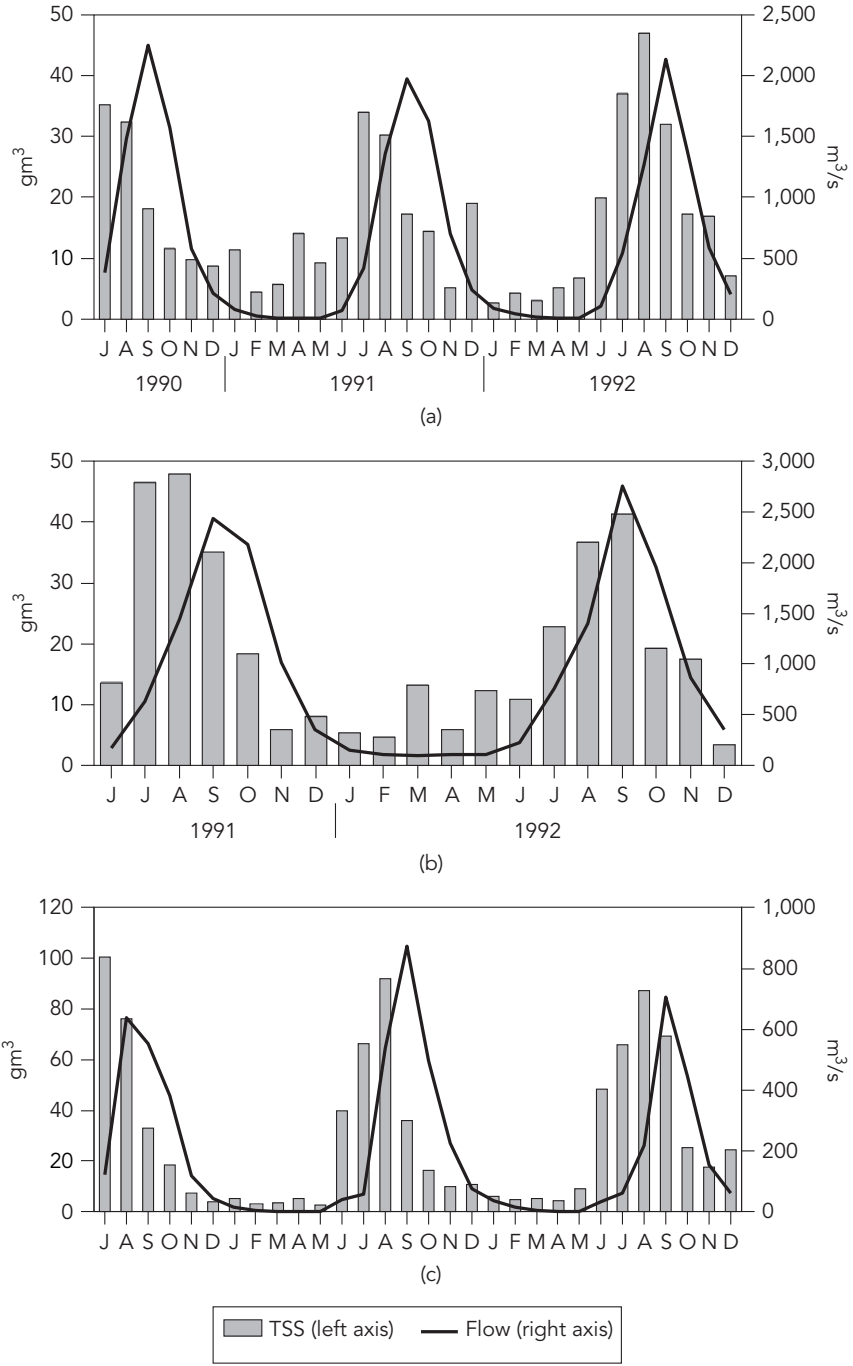 50 2,500
40 2,000
30 1,500
20 1,000
10 500
0 0
gm³
m³/s
J A S O N D J F M A M J J A S O N D J F M A M J J A S O N D
1990 1991 1992
(a)
50 3,000
2,500
40
2,000
30
1,500
20
1,000
10
500
0 0
gm³
m³/s
J J A S O N D J F M A M J J A S O N D
1991 1992
(b)
120 1,000
100
800
80
600
60
400
40
200
20
0 0
gm³
m³/s
J A S O N D J F M A M J J A S O N D J F M A M J J A S O N D
(c)
TSS (left axis) Flow (right axis)